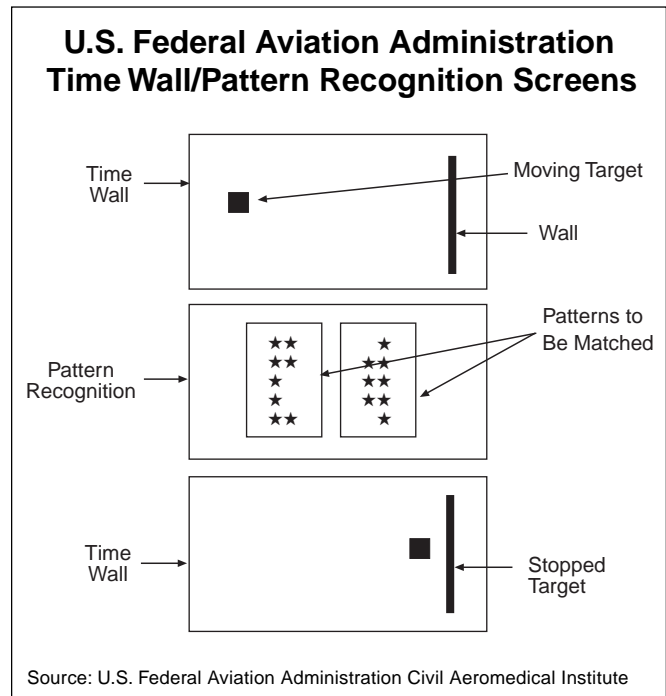 U.S. Federal Aviation Administration
Time Wall/Pattern Recognition Screens
Time
Wall
Moving Target
Wall
Pattern
Recognition
Patterns to
Be Matched
Time
Wall
Stopped
Target
Source: U.S. Federal Aviation Administration Civil Aeromedical Institute